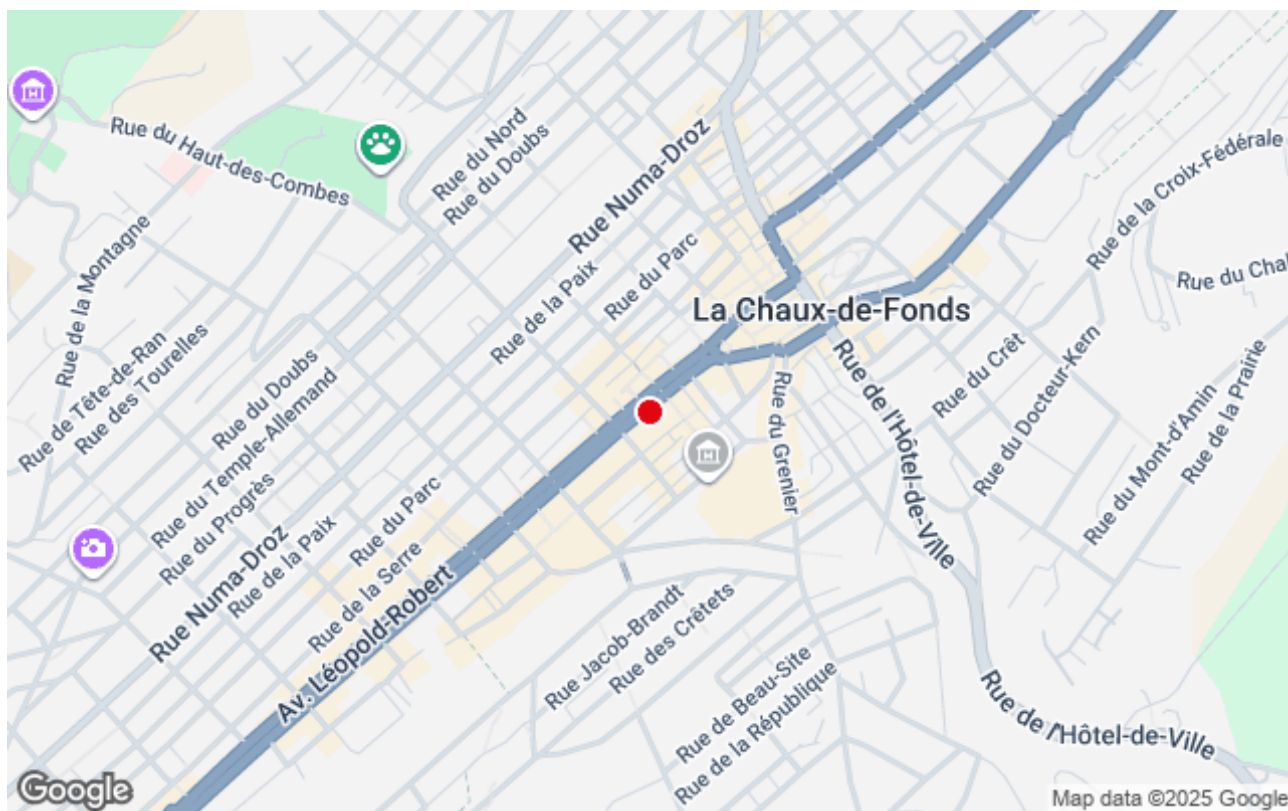 Rue du Haut-des-Combes
Rue du Nord
Rue du Doubs
Rue Numa-Droz
Rue de la Croix-Fédérale
Rue de la Montagne
Rue du Parc
Rue de la Paix
La Chaux-de-Fonds
Rue de Tête-de-Ran
Rue des Tourelles
Rue du Doubs
Rue du Temple-Allemand
Rue du Progrès
Rue Numa-Droz
Rue de la Paix
Rue du Parc
Rue de la Serre
Av. Léopold-Robert
Rue du Grenier
Rue de l'Hôtel-de-Ville
Rue du Crêt
Rue du Docteur-Kern
Rue du Mont-d'Amin
Rue de la Prairie
Rue du Chal
Rue Jacob-Brandt
Rue des Crêtets
Rue de Beau-Site
Rue de la République
Rue de l'Hôtel-de-Ville
Google
Map data ©2025 Google